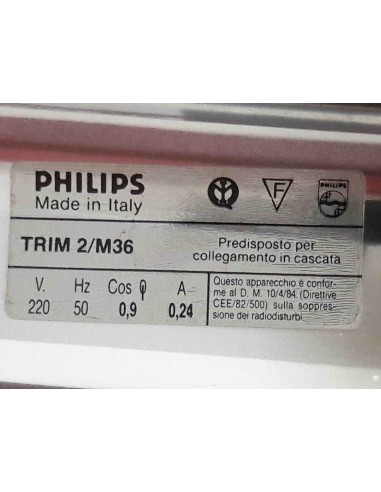 PHILIPS
Made in Italy
F
TRIM 2/M36
Predisposto per
collegamento in cascata
V. Hz Cos φ A
220 50 0,9 0,24
Questo apparecchio è confor-
me al D. M. 10/4/84 (Direttive
CEE/82/500) sulla soppres-
sione dei radiodisturbi.